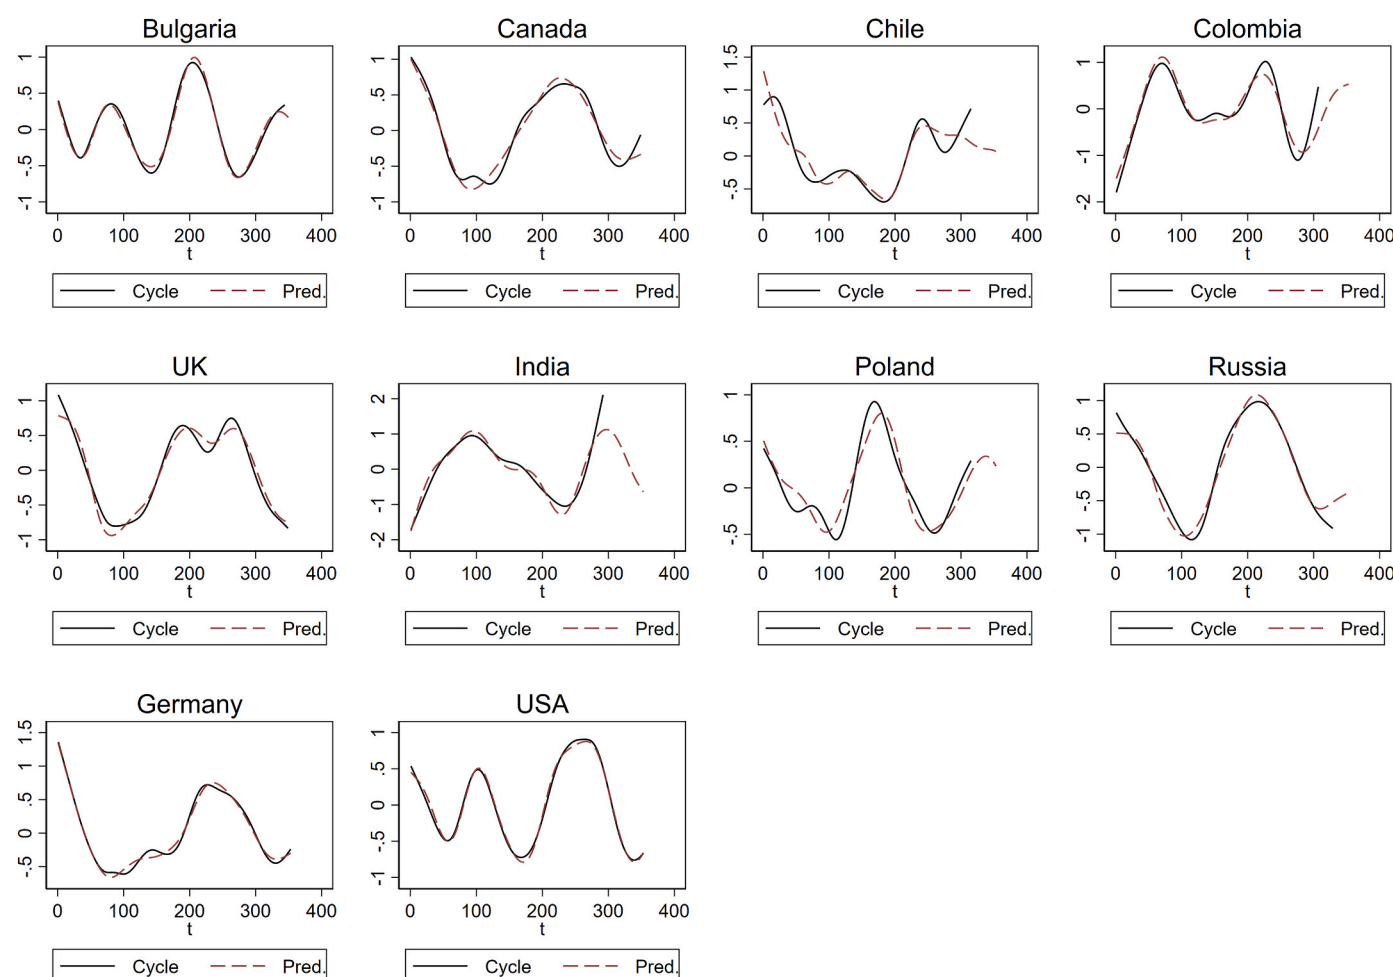 Bulgaria
1
.5
0
-.5
-1
0 100 200 300 400
t
Cycle Pred.
Canada
1
.5
0
-.5
-1
0 100 200 300 400
t
Cycle Pred.
Chile
1.5
1
.5
0
-.5
0 100 200 300 400
t
Cycle Pred.
Colombia
1
0
-1
-2
0 100 200 300 400
t
Cycle Pred.
UK
1
.5
0
-.5
-1
0 100 200 300 400
t
Cycle Pred.
India
2
1
0
-1
-2
0 100 200 300 400
t
Cycle Pred.
Poland
1
.5
0
-.5
0 100 200 300 400
t
Cycle Pred.
Russia
1
.5
0
-.5
-1
0 100 200 300 400
t
Cycle Pred.
Germany
1.5
1
.5
0
-.5
0 100 200 300 400
t
Cycle Pred.
USA
1
.5
0
-.5
-1
0 100 200 300 400
t
Cycle Pred.